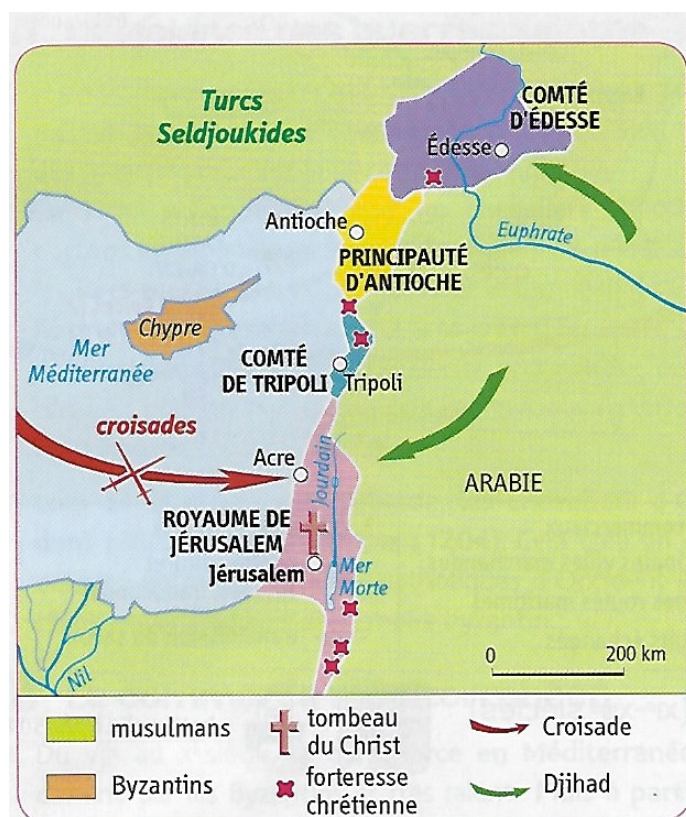 Turcs
Seldjoukides
COMTÉ
D'ÉDESSE
Édesse
Antioche
Euphrate
PRINCIPAUTÉ
D'ANTIOCHE
Chypre
Mer
Méditerranée
COMTÉ
DE TRIPOLI
Tripoli
croisades
Acre
Jourdain
ARABIE
ROYAUME DE
JÉRUSALEM
Jérusalem
Mer
Morte
Nil
0 200 km
musulmans
Byzantins
tombeau
du Christ
forteresse
chrétienne
Croisade
Djihad